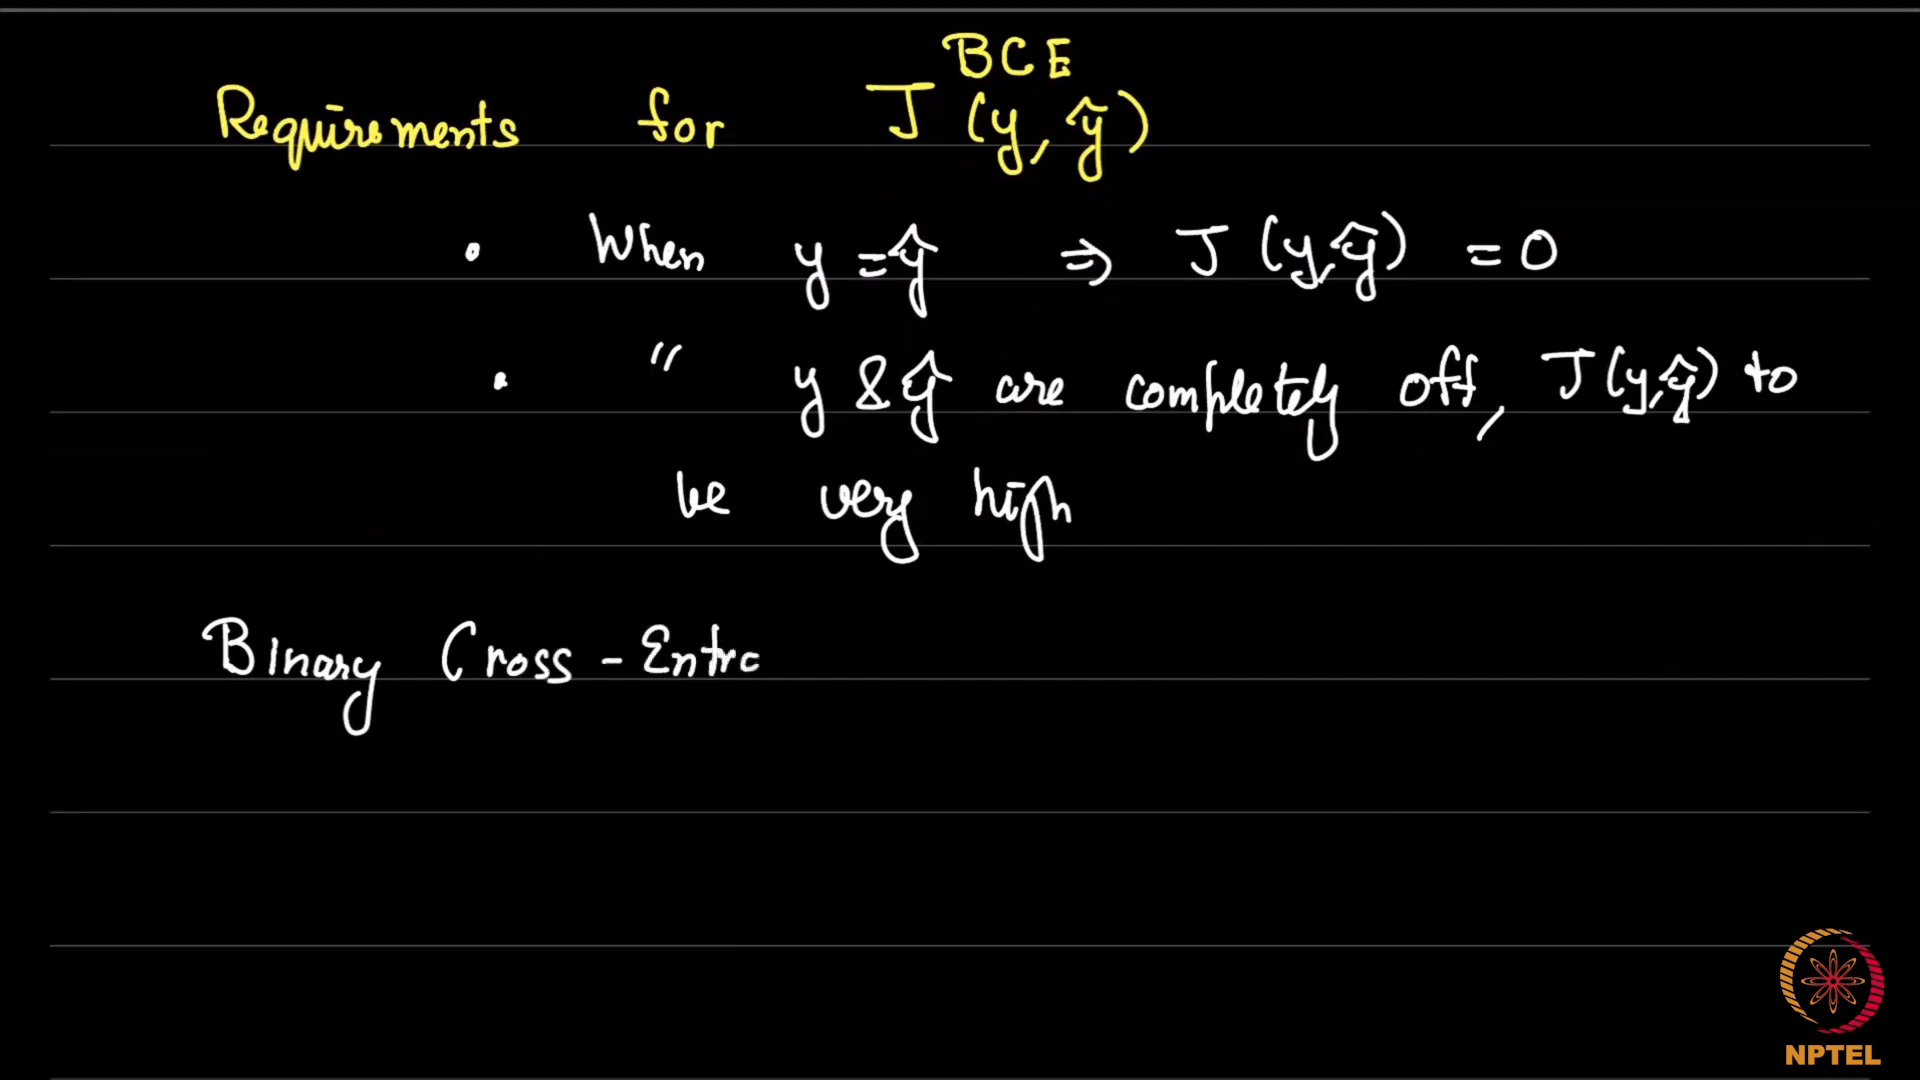 BCE
Requirements for J (y, ŷ)
• When y = ŷ ⇒ J (y, ŷ) = 0
• " y & ŷ are completely off, J(y, ŷ) to
be very high
Binary Cross - Entro
NPTEL